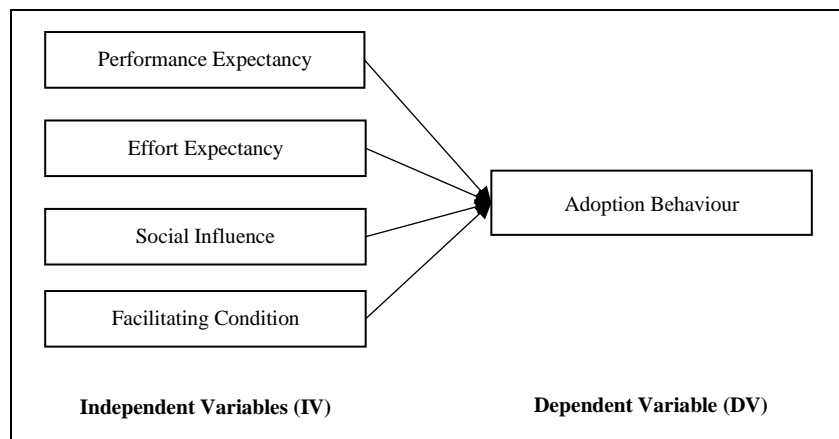 Performance Expectancy
Effort Expectancy
Social Influence
Facilitating Condition
Adoption Behaviour
Independent Variables (IV)
Dependent Variable (DV)